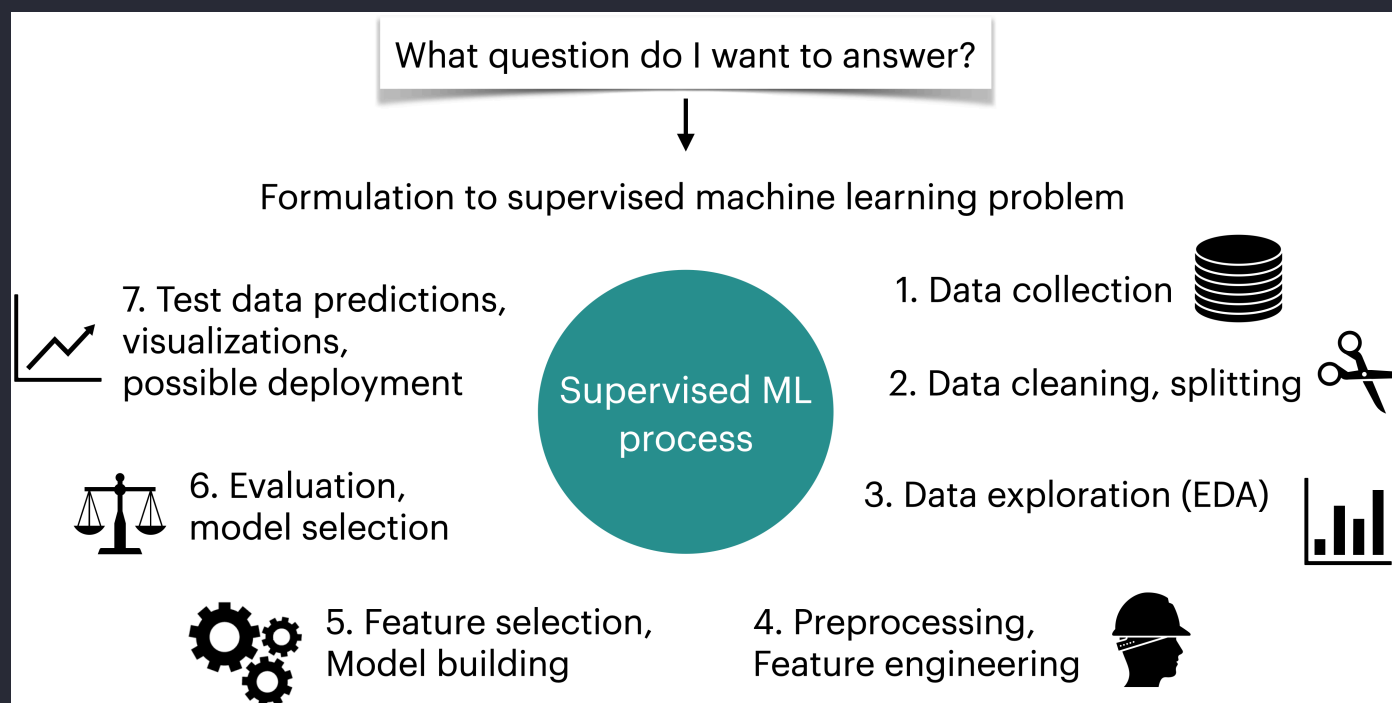 What question do I want to answer?
Formulation to supervised machine learning problem
Supervised ML
process
1. Data collection
2. Data cleaning, splitting
3. Data exploration (EDA)
4. Preprocessing,
Feature engineering
5. Feature selection,
Model building
6. Evaluation,
model selection
7. Test data predictions,
visualizations,
possible deployment